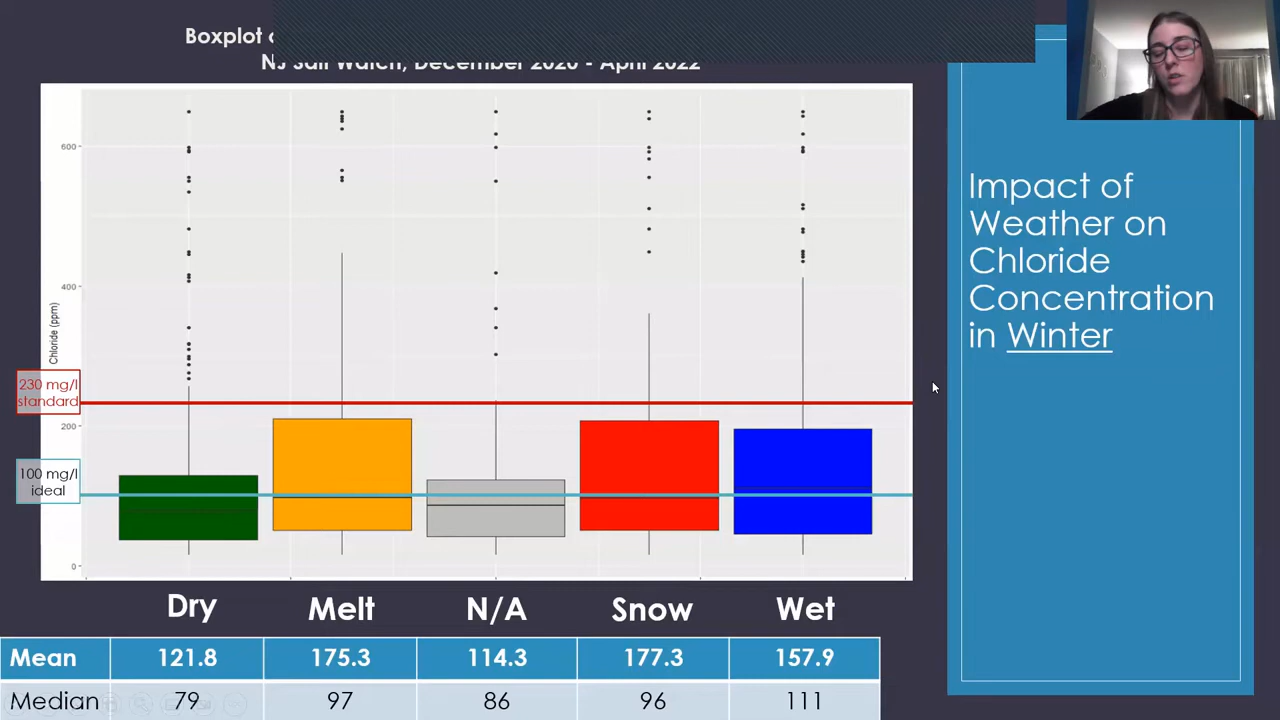 Boxplot
NJ Salt Watch, December 2020 - April 2022
Impact of
Weather on
Chloride
Concentration
in Winter
600
400
Chloride (ppm)
230 mg/l
standard
200
100 mg/l
ideal
0
Dry Melt N/A Snow Wet
Mean 121.8 175.3 114.3 177.3 157.9
Median 79 97 86 96 111